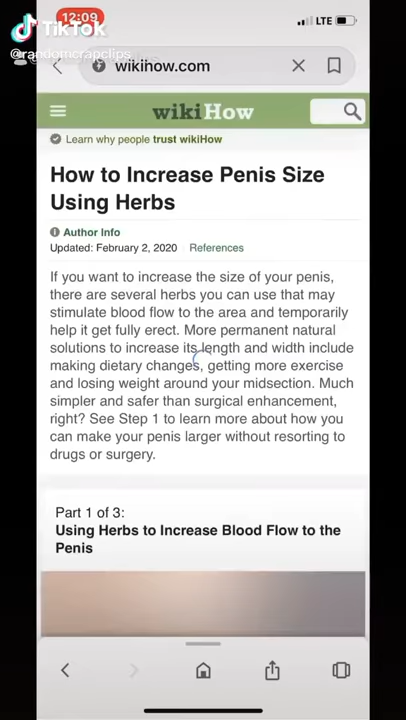 12:09
LTE
TikTok
@randomcrapclips
wikihow.com
wikiHow
Learn why people trust wikiHow
How to Increase Penis Size
Using Herbs
Author Info
Updated: February 2, 2020 References
If you want to increase the size of your penis,
there are several herbs you can use that may
stimulate blood flow to the area and temporarily
help it get fully erect. More permanent natural
solutions to increase its length and width include
making dietary changes, getting more exercise
and losing weight around your midsection. Much
simpler and safer than surgical enhancement,
right? See Step 1 to learn more about how you
can make your penis larger without resorting to
drugs or surgery.
Part 1 of 3:
Using Herbs to Increase Blood Flow to the
Penis